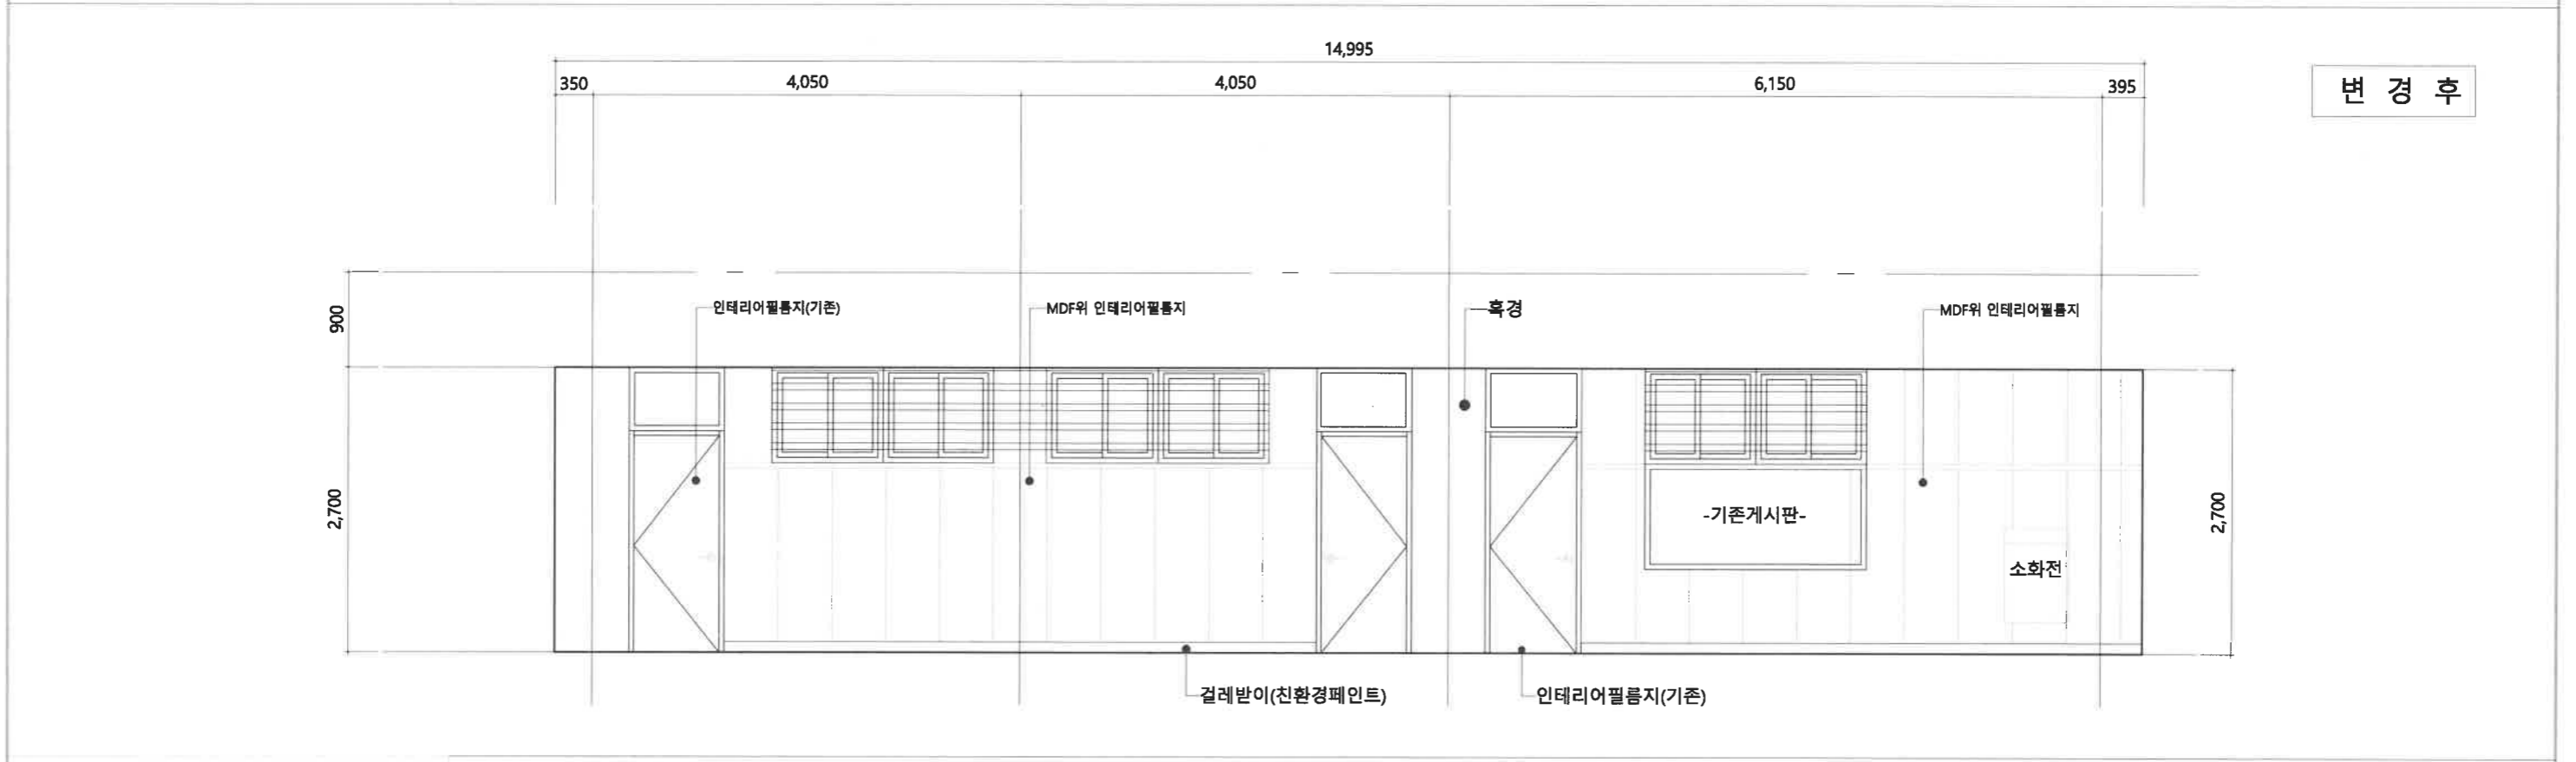 14,995
350
4,050
4,050
6,150
395
변 경 후
900
인테리어필름지(기존)
MDF위 인테리어필름지
흑경
MDF위 인테리어필름지
2,700
-기존게시판-
2,700
소화전
걸레받이(친환경페인트)
인테리어필름지(기존)